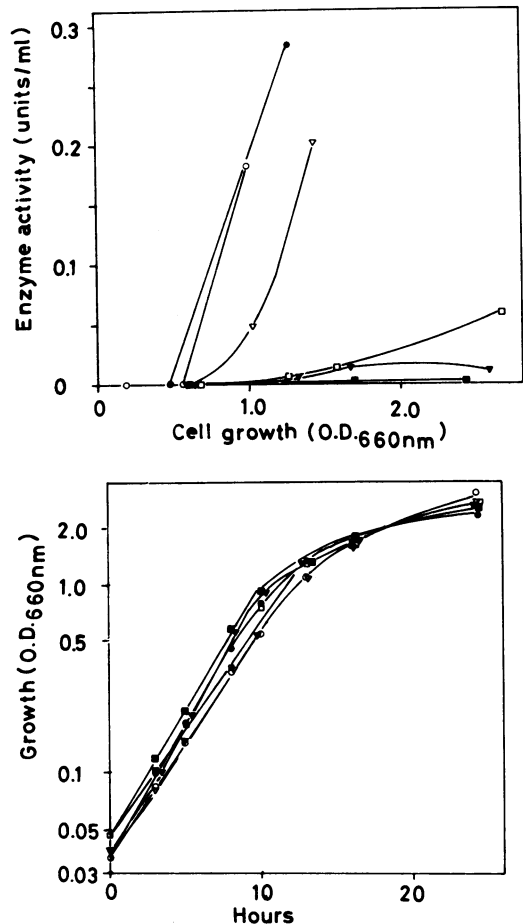 0.3
0.2
0.1
0
Enzyme activity (units/ml)
0 1.0 2.0
Cell growth (O.D.660nm)
2.0
1.0
0.5
0.1
0.05
0.03
Growth (O.D.660nm)
0 10 20
Hours